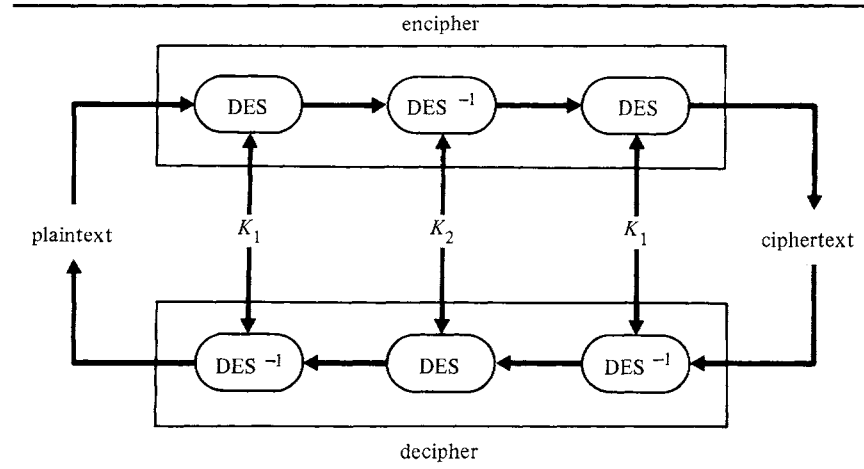 encipher
DES DES ⁻¹ DES
K₁ K₂ K₁
plaintext ciphertext
DES ⁻¹ DES DES ⁻¹
decipher